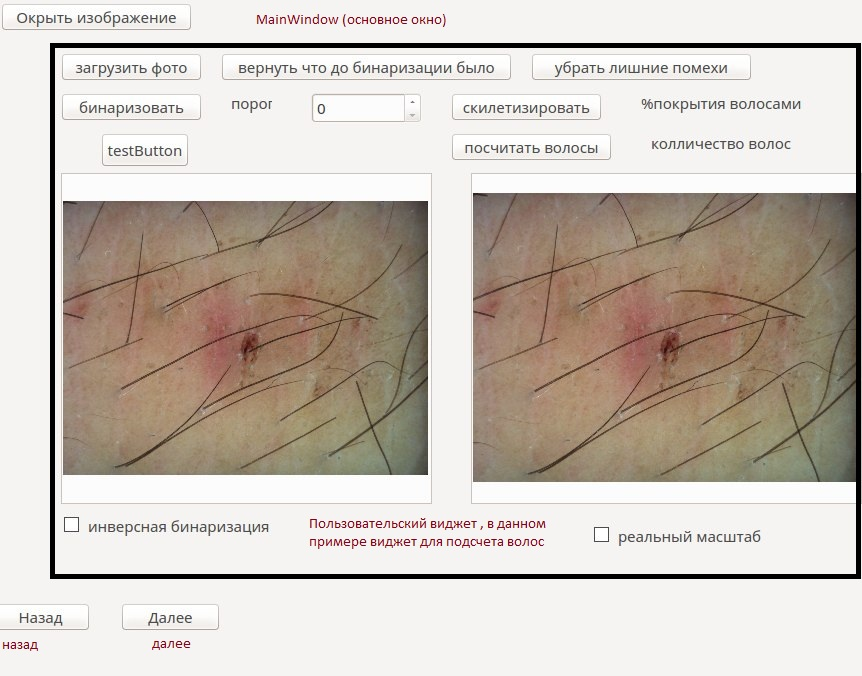 Окрыть изображение
MainWindow (основное окно)
загрузить фото
вернуть что до бинаризации было
убрать лишние помехи
бинаризовать
порог
0
скилетизировать
%покрытия волосами
testButton
посчитать волосы
колличество волос
инверсная бинаризация
Пользовательский виджет , в данном
примере виджет для подсчета волос
реальный масштаб
Назад
Далее
назад
далее